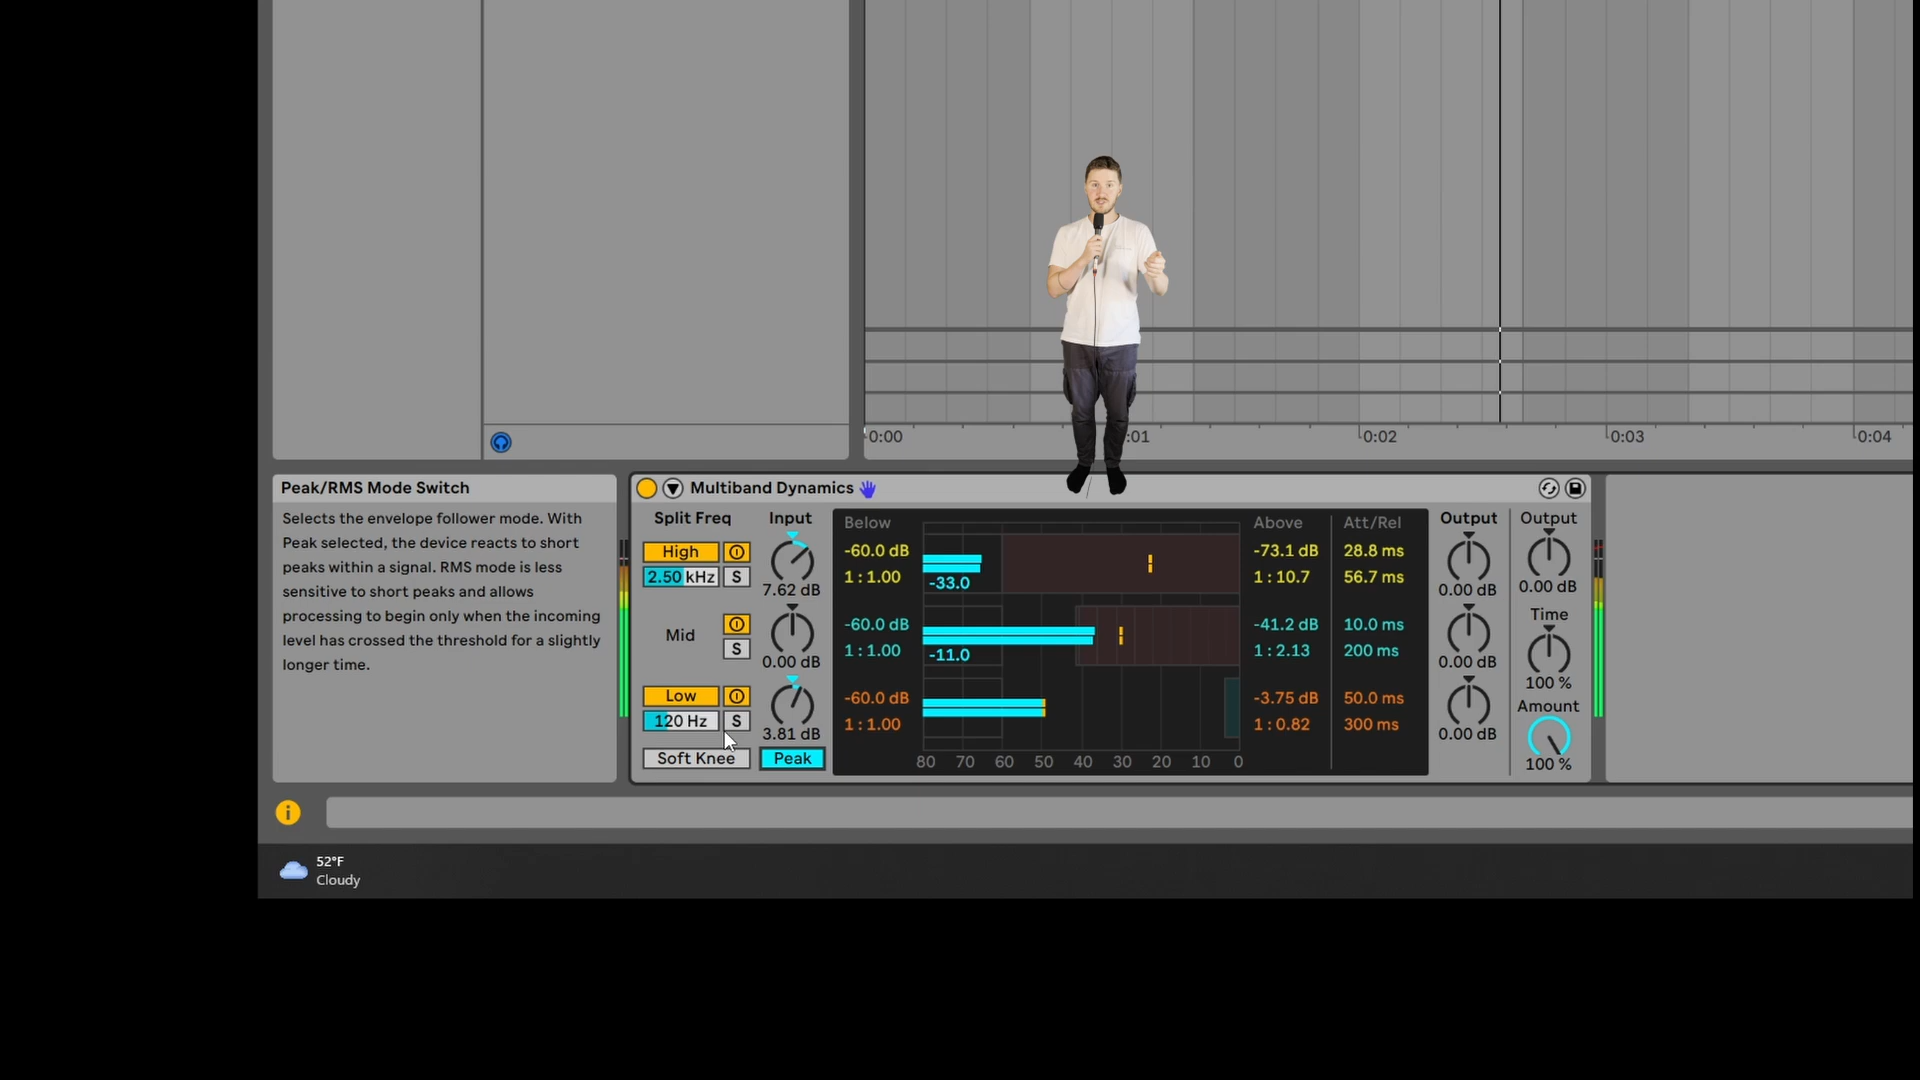 0:00
:01
0:02
0:03
0:04
Peak/RMS Mode Switch
Selects the envelope follower mode. With
Peak selected, the device reacts to short
peaks within a signal. RMS mode is less
sensitive to short peaks and allows
processing to begin only when the incoming
level has crossed the threshold for a slightly
longer time.
Multiband Dynamics
Split Freq
Input
Below
Above
Att/Rel
Output
Output
High
2.50 kHz
S
7.62 dB
-60.0 dB
1 : 1.00
-33.0
-73.1 dB
1 : 10.7
28.8 ms
56.7 ms
0.00 dB
0.00 dB
Mid
S
0.00 dB
-60.0 dB
1 : 1.00
-11.0
-41.2 dB
1 : 2.13
10.0 ms
200 ms
0.00 dB
Time
100 %
Low
120 Hz
S
3.81 dB
-60.0 dB
1 : 1.00
-3.75 dB
1 : 0.82
50.0 ms
300 ms
0.00 dB
Amount
100 %
Soft Knee
Peak
80 70 60 50 40 30 20 10 0
i
52°F
Cloudy